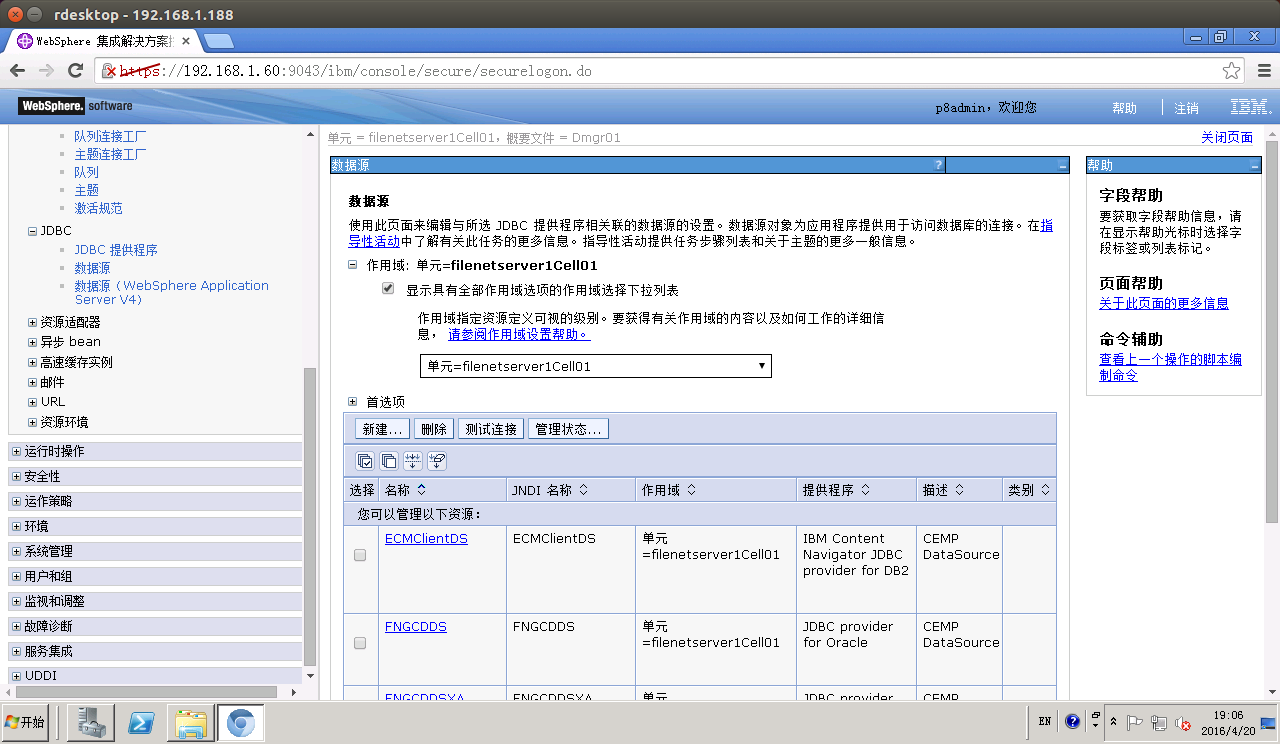 rdesktop - 192.168.1.188
WebSphere 集成解决方案
https://192.168.1.60:9043/ibm/console/secure/securelogon.do
WebSphere. software
p8admin，欢迎您
帮助
注销
IBM.
队列连接工厂
主题连接工厂
队列
主题
激活规范
JDBC
JDBC 提供程序
数据源
数据源（WebSphere Application
Server V4）
资源适配器
异步 bean
高速缓存实例
邮件
URL
资源环境
运行时操作
安全性
运作策略
环境
系统管理
用户和组
监视和调整
故障诊断
服务集成
UDDI
单元 = filenetserver1Cell01，概要文件 = Dmgr01
关闭页面
数据源
?
数据源
使用此页面来编辑与所选 JDBC 提供程序相关联的数据源的设置。数据源对象为应用程序提供用于访问数据库的连接。在指
导性活动中了解有关此任务的更多信息。指导性活动提供任务步骤列表和关于主题的更多一般信息。
作用域: 单元=filenetserver1Cell01
显示具有全部作用域选项的作用域选择下拉列表
作用域指定资源定义可视的级别。要获得有关作用域的内容以及如何工作的详细信
息， 请参阅作用域设置帮助。
单元=filenetserver1Cell01
首选项
新建... 删除 测试连接 管理状态...
选择 名称 JNDI 名称 作用域 提供程序 描述 类别
您可以管理以下资源：
ECMClientDS ECMClientDS 单元 IBM Content CEMP
=filenetserver1Cell01 Navigator JDBC DataSource
provider for DB2
FNGCDDS FNGCDDS 单元 JDBC provider CEMP
=filenetserver1Cell01 for Oracle DataSource
FNGCDDSXA FNGCDDSXA 单元 JDBC provider CEMP
帮助
字段帮助
要获取字段帮助信息，请
在显示帮助光标时选择字
段标签或列表标记。
页面帮助
关于此页面的更多信息
命令辅助
查看上一个操作的脚本编
制命令
开始
EN
?
19:06
2016/4/20